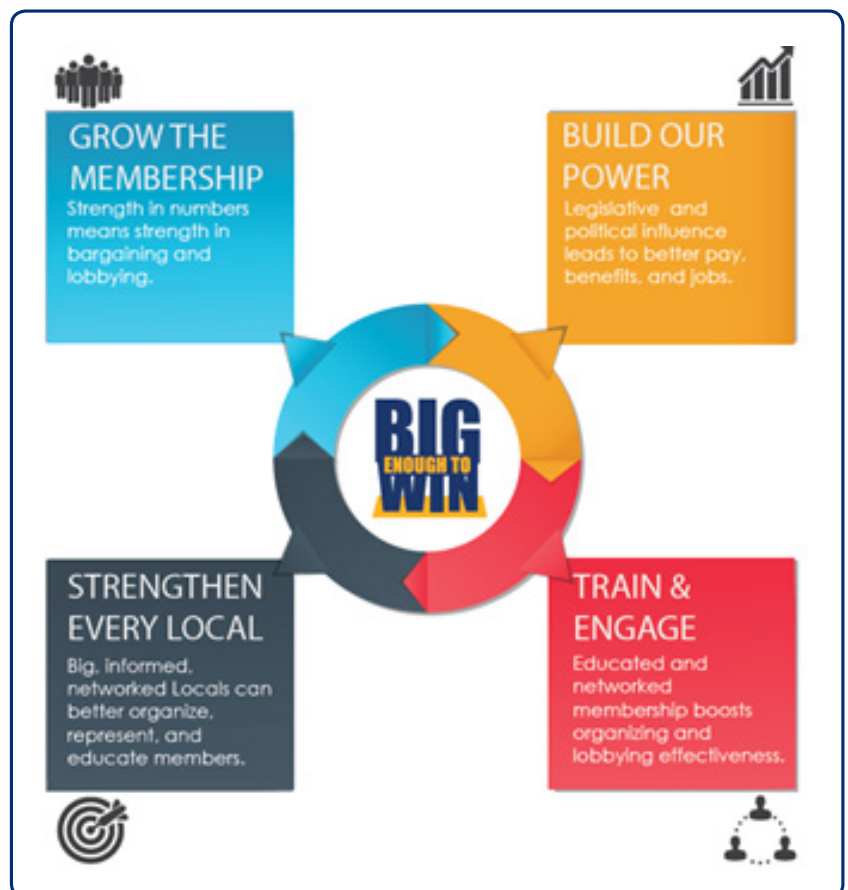 GROW THE
MEMBERSHIP
Strength in numbers
means strength in
bargaining and
lobbying.
BUILD OUR
POWER
Legislative and
political influence
leads to better pay,
benefits, and jobs.
BIG
ENOUGH TO
WIN
STRENGTHEN
EVERY LOCAL
Big, informed,
networked Locals can
better organize,
represent, and
educate members.
TRAIN &
ENGAGE
Educated and
networked
membership boosts
organizing and
lobbying effectiveness.